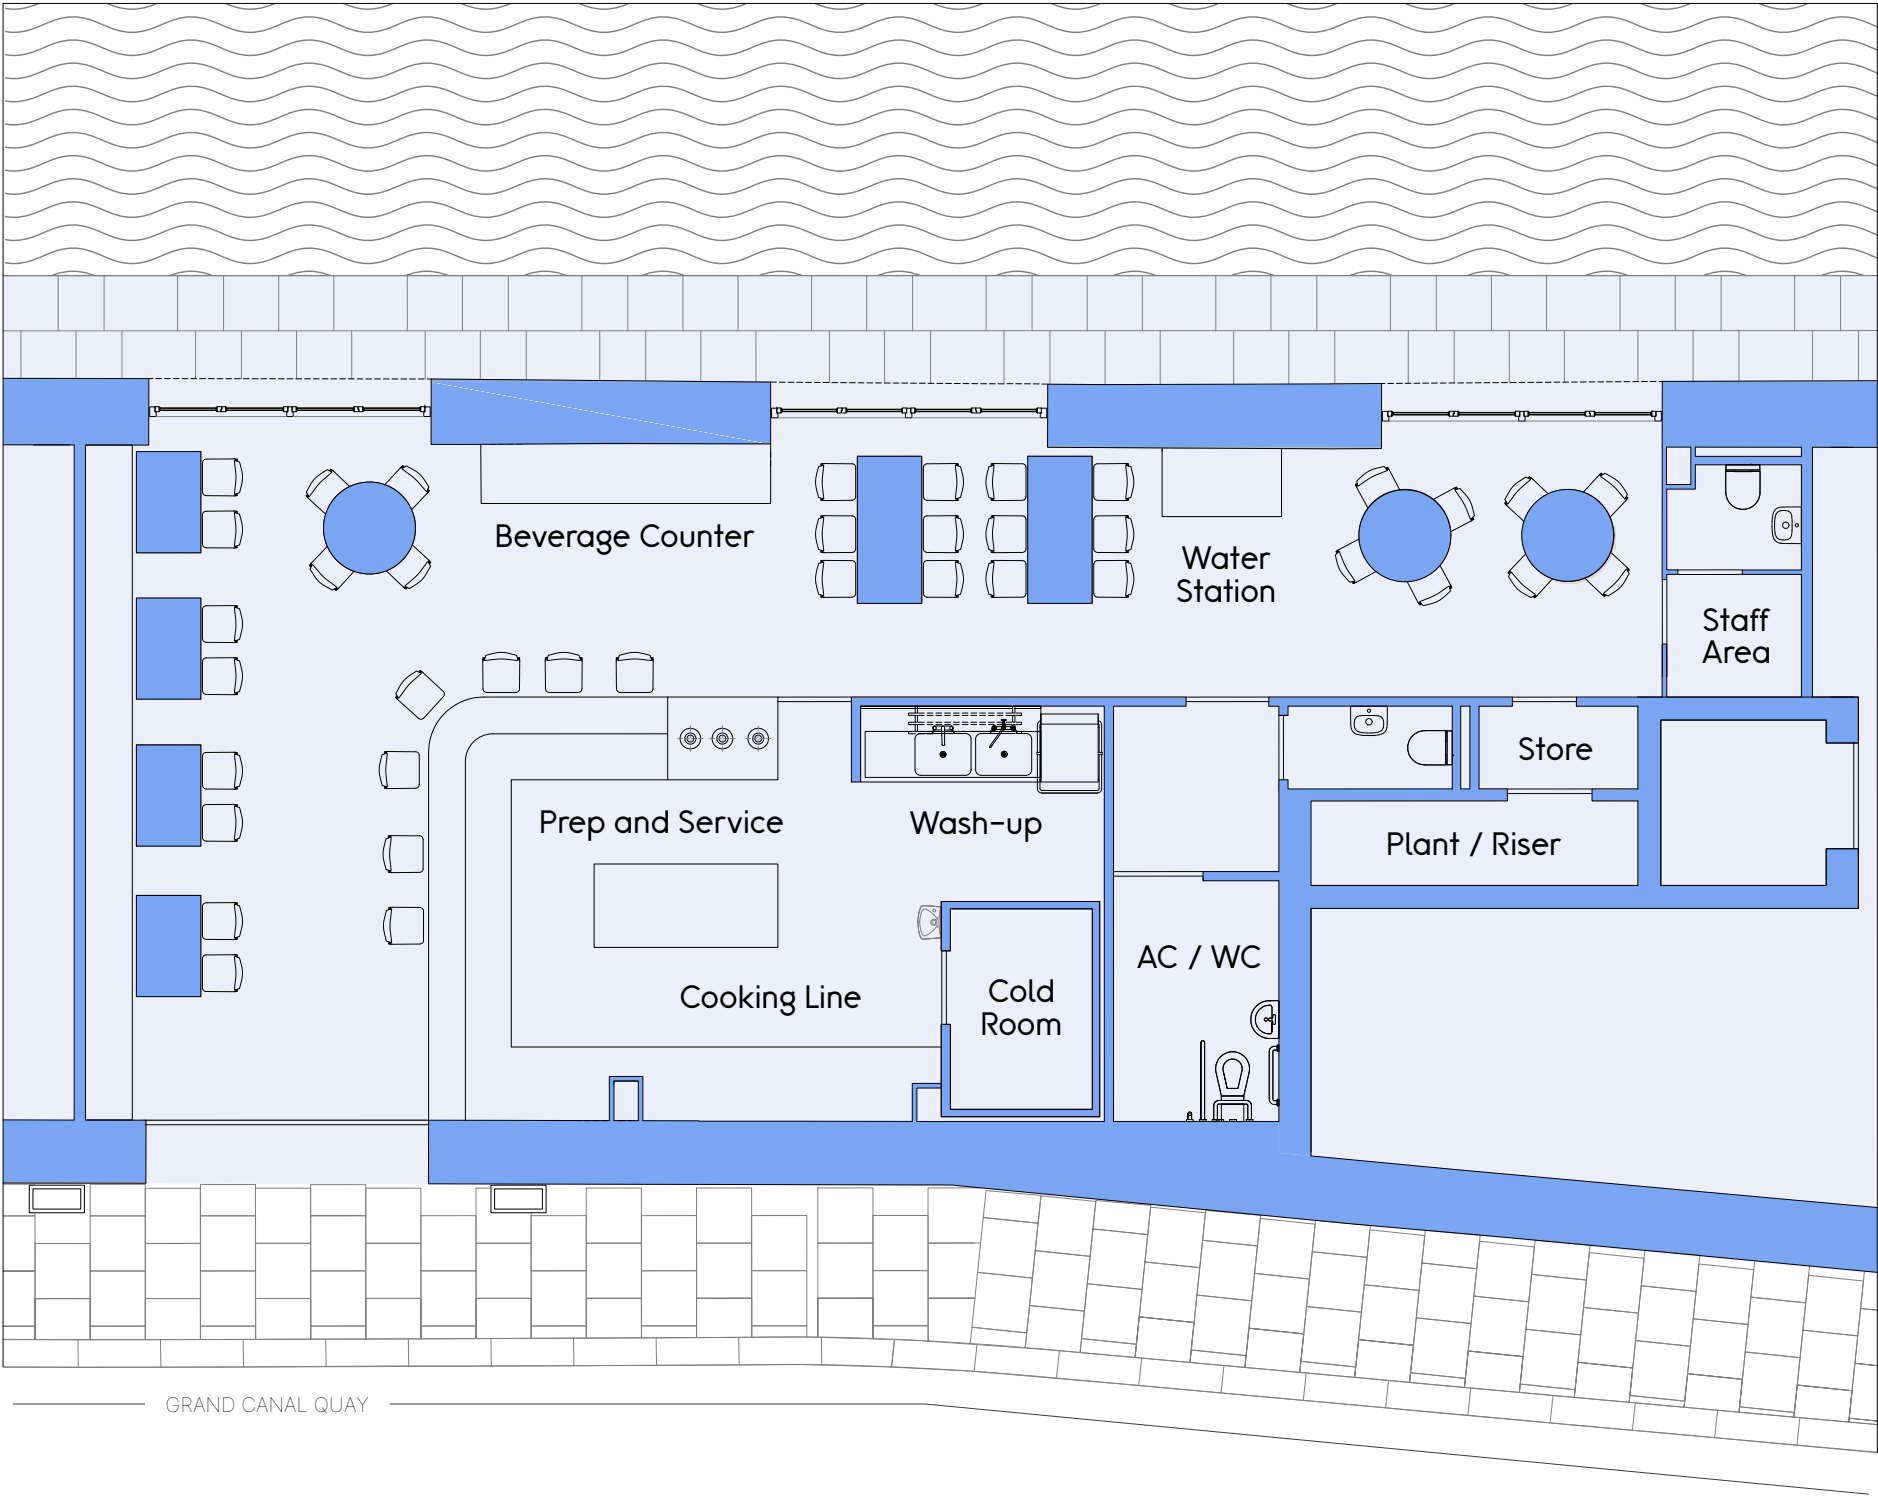 Beverage Counter
Water
Station
Staff
Area
Store
Prep and Service
Wash-up
Plant / Riser
AC / WC
Cold
Room
Cooking Line
GRAND CANAL QUAY